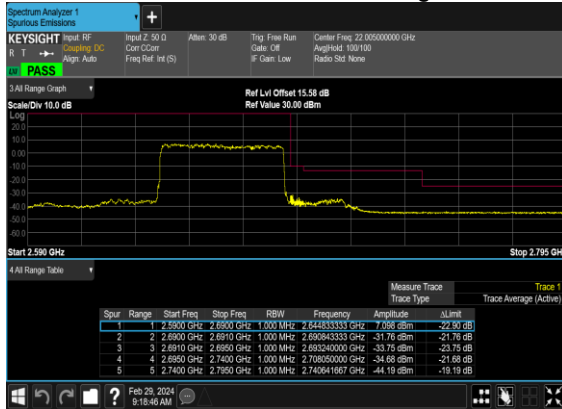 Spectrum Analyzer 1
Spurious Emissions
+
KEYSIGHT Input: RF Input Z: 50 Ω Atten: 30 dB Trig: Free Run Center Freq: 22.005000000 GHz
R T Coupling: DC Corr CCorr Gate: Off Avg|Hold: 100/100
Align: Auto Freq Ref: Int (S) IF Gain: Low Radio Std: None
PASS
3 All Range Graph Ref Lvl Offset 15.58 dB
Scale/Div 10.0 dB Ref Value 30.00 dBm
Log
20.0
10.0
0.00
-10.0
-20.0
-30.0
-40.0
-50.0
-60.0
Start 2.590 GHz Stop 2.795 GH
4 All Range Table
Measure Trace Trace 1
Trace Type Trace Average (Active)
Spur Range Start Freq Stop Freq RBW Frequency Amplitude ΔLimit
1 1 2.5900 GHz 2.6900 GHz 1.000 MHz 2.644833333 GHz 7.098 dBm -22.90 dB
2 2 2.6900 GHz 2.6910 GHz 1.000 MHz 2.690843333 GHz -31.76 dBm -21.76 dB
3 3 2.6910 GHz 2.6950 GHz 1.000 MHz 2.693240000 GHz -33.75 dBm -23.75 dB
4 4 2.6950 GHz 2.7400 GHz 1.000 MHz 2.708050000 GHz -34.68 dBm -21.68 dB
5 5 2.7400 GHz 2.7950 GHz 1.000 MHz 2.740641667 GHz -44.19 dBm -19.19 dB
? Feb 29, 2024
9:18:46 AM